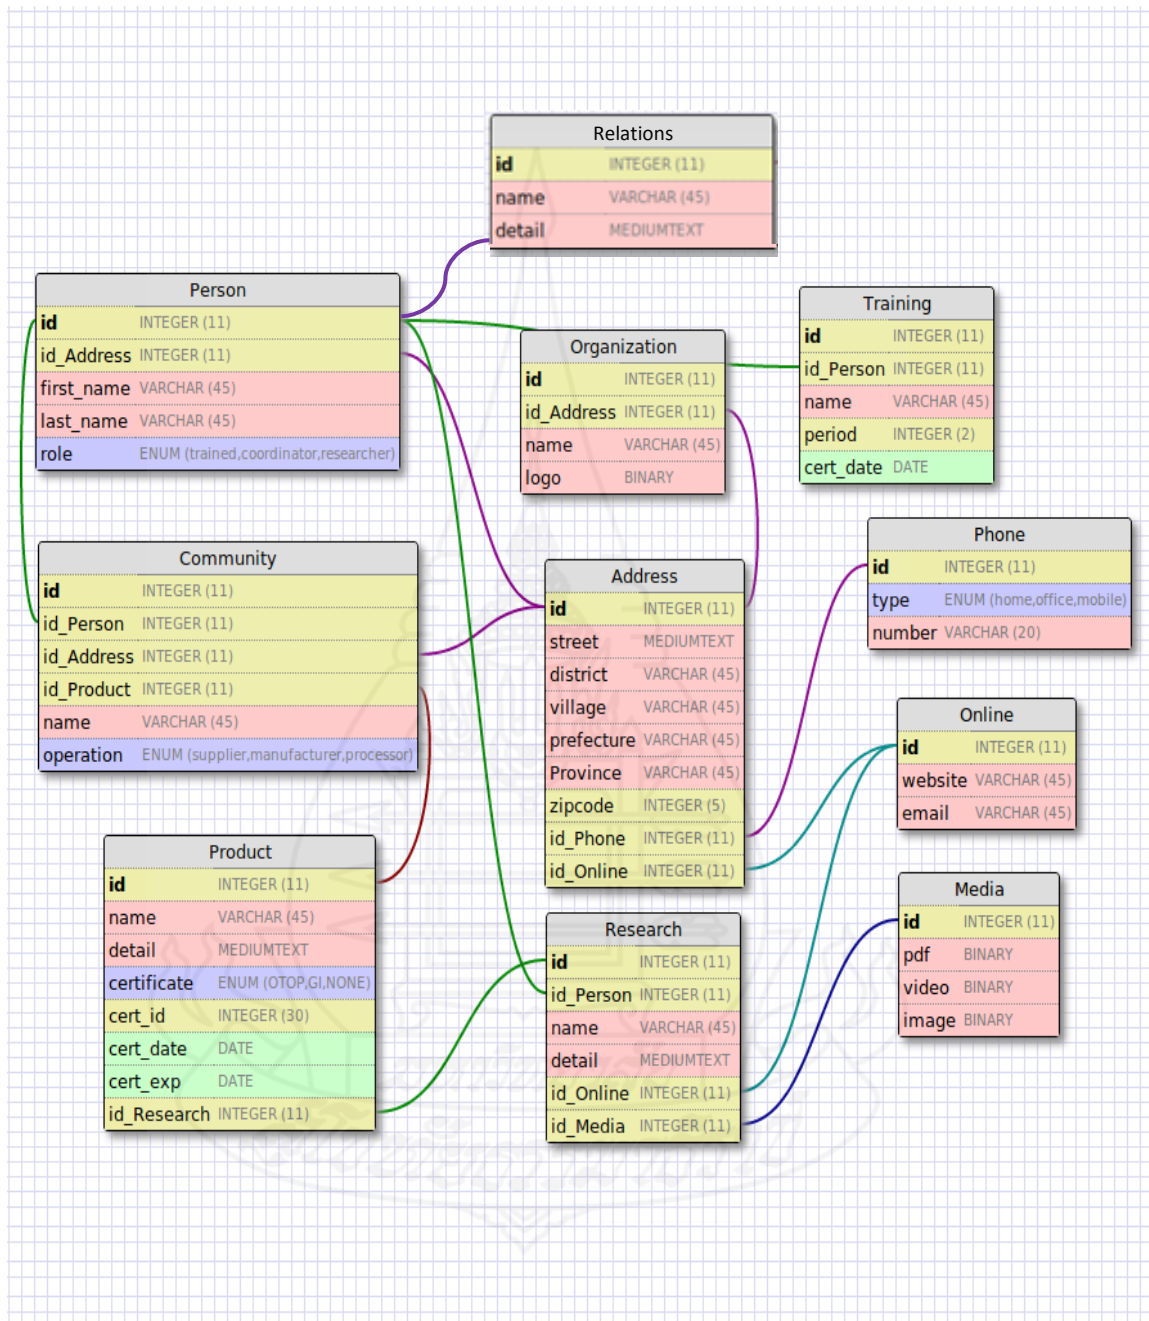 Relations
id INTEGER (11)
name VARCHAR (45)
detail MEDIUMTEXT
Person
id INTEGER (11)
id_Address INTEGER (11)
first_name VARCHAR (45)
last_name VARCHAR (45)
role ENUM (trained,coordinator,researcher)
Organization
id INTEGER (11)
id_Address INTEGER (11)
name VARCHAR (45)
logo BINARY
Training
id INTEGER (11)
id_Person INTEGER (11)
name VARCHAR (45)
period INTEGER (2)
cert_date DATE
Community
id INTEGER (11)
id_Person INTEGER (11)
id_Address INTEGER (11)
id_Product INTEGER (11)
name VARCHAR (45)
operation ENUM (supplier,manufacturer,processor)
Address
id INTEGER (11)
street MEDIUMTEXT
district VARCHAR (45)
village VARCHAR (45)
prefecture VARCHAR (45)
Province VARCHAR (45)
zipcode INTEGER (5)
id_Phone INTEGER (11)
id_Online INTEGER (11)
Phone
id INTEGER (11)
type ENUM (home,office,mobile)
number VARCHAR (20)
Online
id INTEGER (11)
website VARCHAR (45)
email VARCHAR (45)
Product
id INTEGER (11)
name VARCHAR (45)
detail MEDIUMTEXT
certificate ENUM (OTOP,GI,NONE)
cert_id INTEGER (30)
cert_date DATE
cert_exp DATE
id_Research INTEGER (11)
Research
id INTEGER (11)
id_Person INTEGER (11)
name VARCHAR (45)
detail MEDIUMTEXT
id_Online INTEGER (11)
id_Media INTEGER (11)
Media
id INTEGER (11)
pdf BINARY
video BINARY
image BINARY